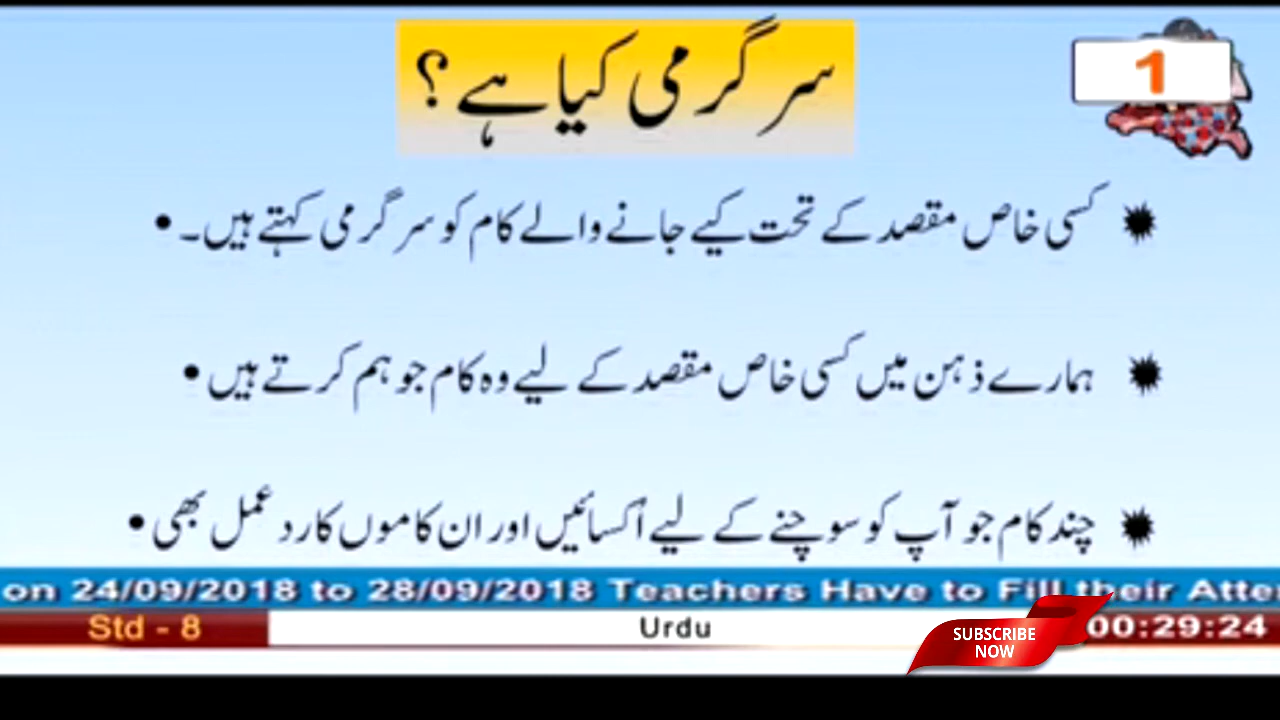 سرگرمی کیا ہے؟
1
کسی خاص مقصد کے تحت کیے جانے والے کام کو سرگرمی کہتے ہیں۔ •
ہمارے ذہن میں کسی خاص مقصد کے لیے وہ کام جو ہم کرتے ہیں •
چند کام جو آپ کو سوچنے کے لیے اُکسائیں اور ان کاموں کا رد عمل بھی •
on 24/09/2018 to 28/09/2018 Teachers Have to Fill their Atte
Std - 8
Urdu
SUBSCRIBE
NOW
00:29:24